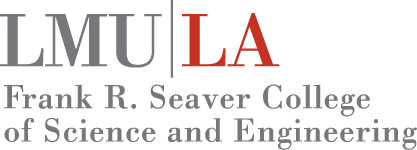 LMU|LA
Frank R. Seaver College
of Science and Engineering